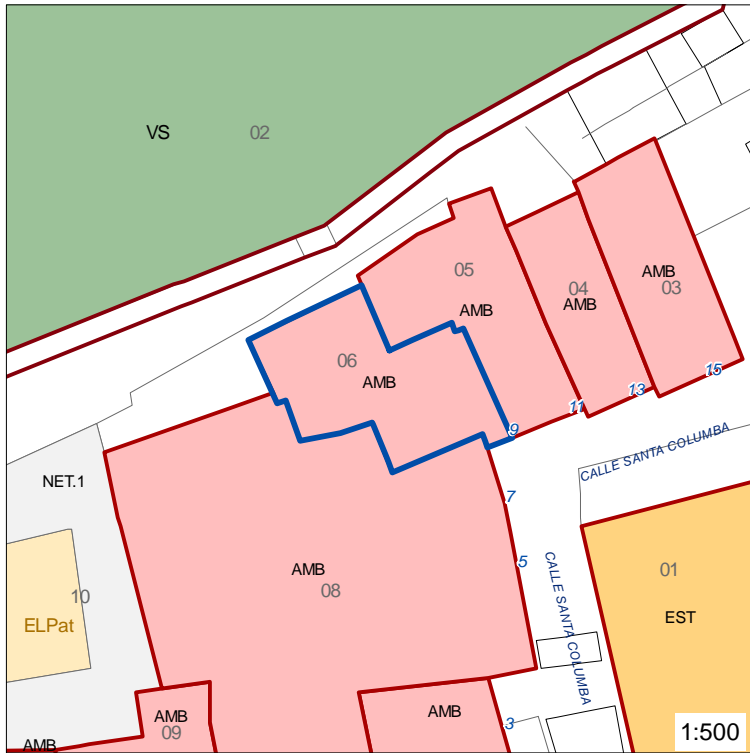 VS 02
05
AMB
04
AMB
AMB
03
06
AMB
15
13
11
9
CALLE SANTA COLUMBA
NET.1
7
AMB
08
5
CALLE SANTA COLUMBA
01
EST
10
ELPat
AMB
09
AMB
3
AMB
1:500